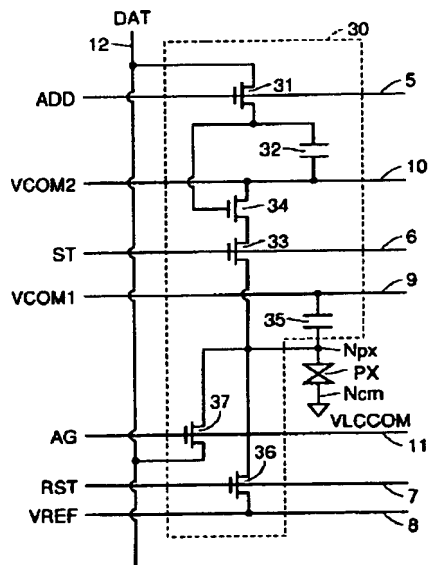 DAT
12
30
31
5
ADD
32
VCOM2
10
34
33
ST
6
VCOM1
9
35
Npx
PX
Ncm
VLCCOM
37
AG
11
36
RST
7
VREF
8